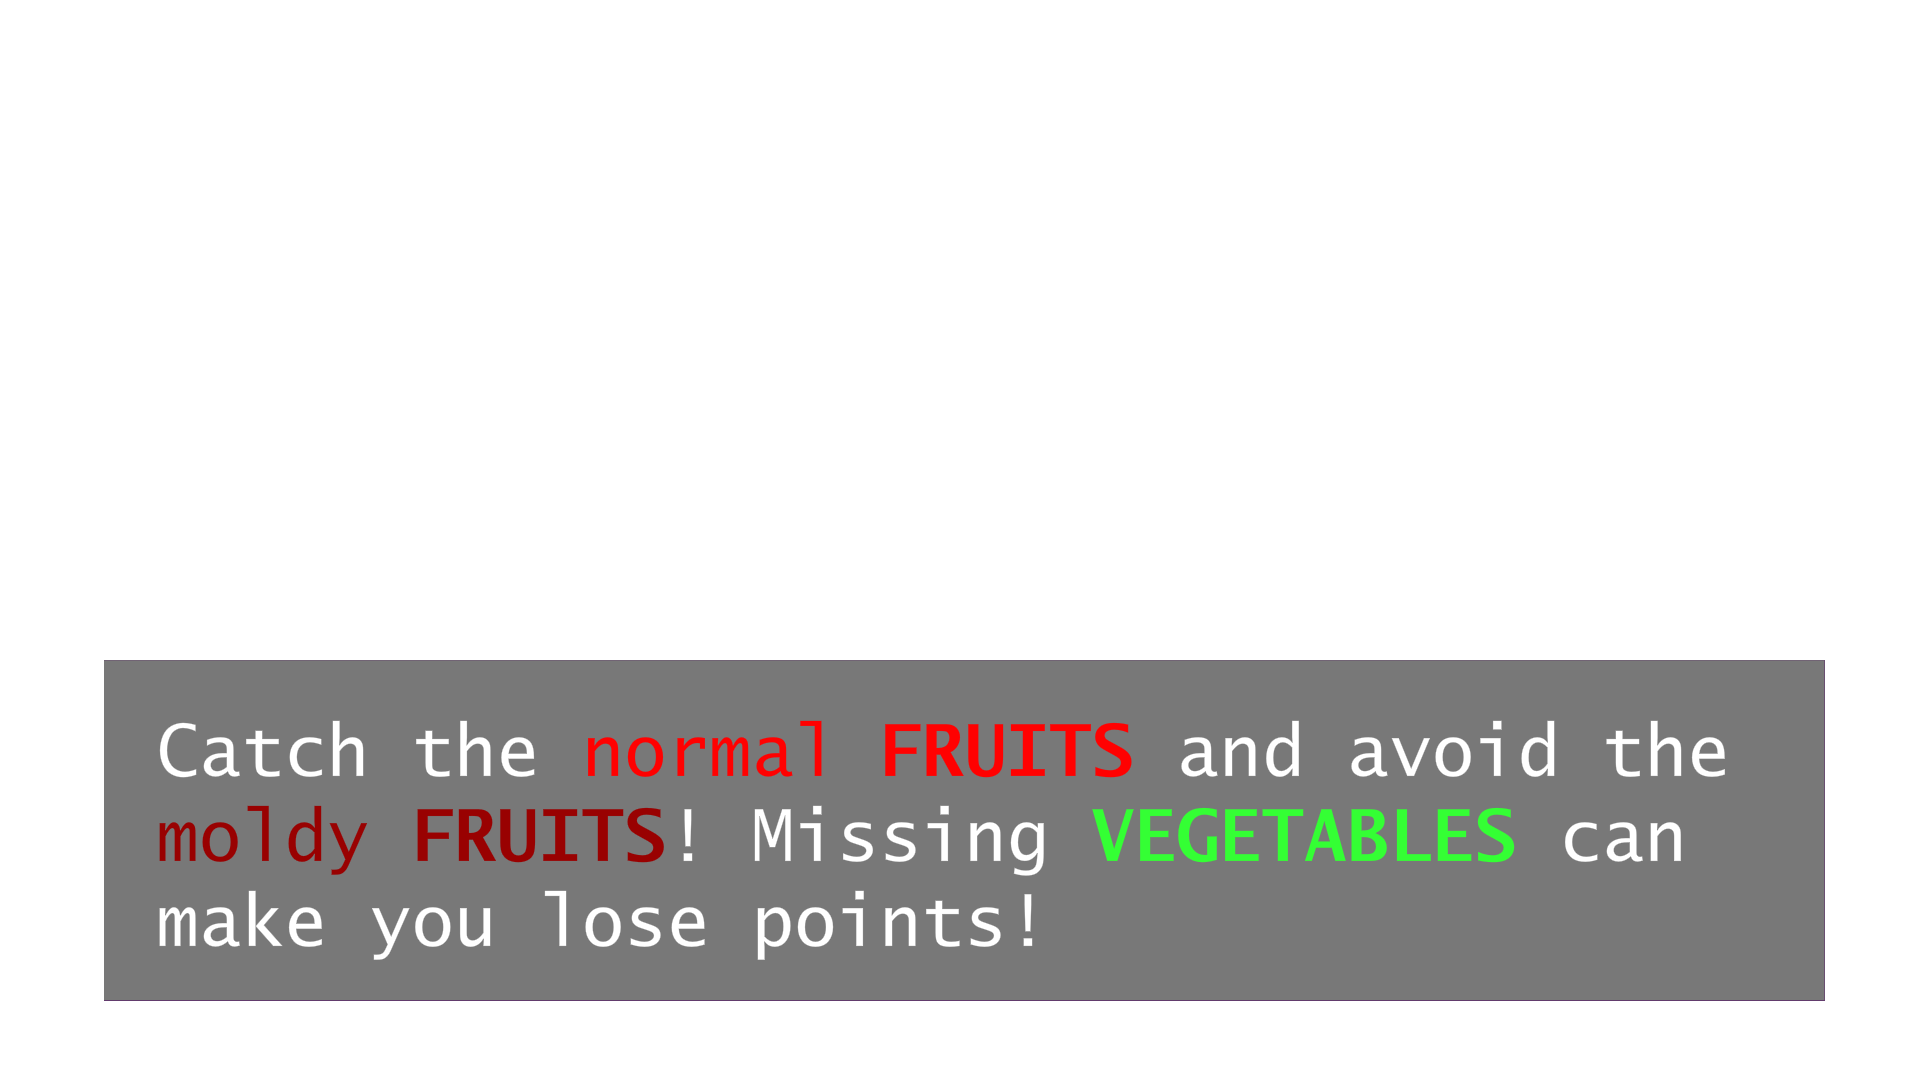 Catch the normal FRUITS and avoid the
moldy FRUITS! Missing VEGETABLES can
make you lose points!